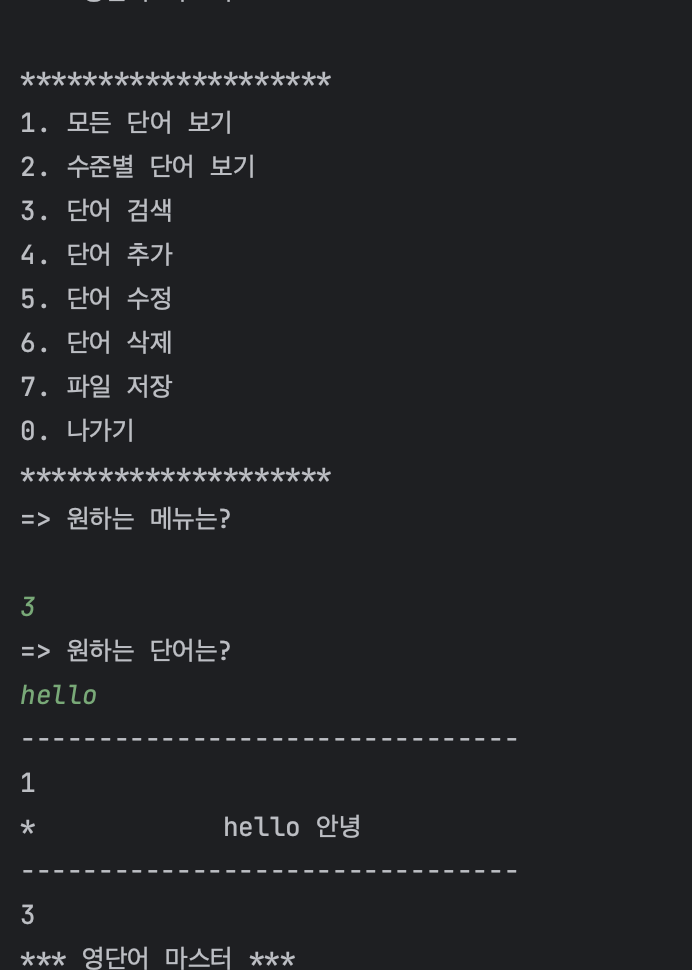 ********************
1. 모든 단어 보기
2. 수준별 단어 보기
3. 단어 검색
4. 단어 추가
5. 단어 수정
6. 단어 삭제
7. 파일 저장
0. 나가기
********************
=> 원하는 메뉴는?
3
=> 원하는 단어는?
hello
--------------------------------
1
* hello 안녕
--------------------------------
3
*** 영단어 마스터 ***